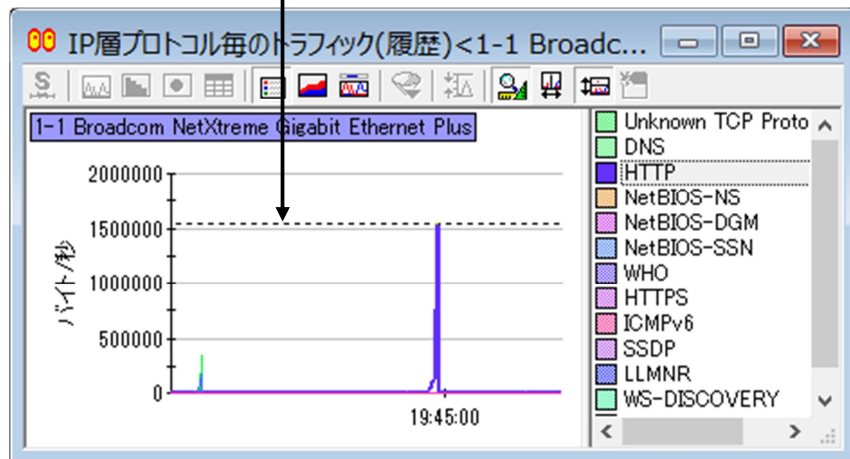 IP層プロトコル毎のトラフィック(履歴)<1-1 Broadc...
1-1 Broadcom NetXtreme Gigabit Ethernet Plus
2000000
1500000
1000000
500000
0
バイト/秒
19:45:00
Unknown TCP Proto
DNS
HTTP
NetBIOS-NS
NetBIOS-DGM
NetBIOS-SSN
WHO
HTTPS
ICMPv6
SSDP
LLMNR
WS-DISCOVERY